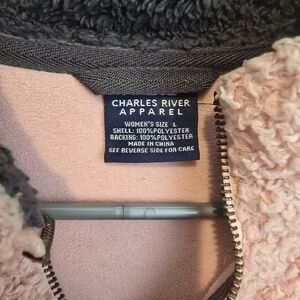 CHARLES RIVER
APPAREL
WOMEN'S SIZE L
SHELL: 100%POLYESTER
BACKING: 100%POLYESTER
MADE IN CHINA
SEE REVERSE SIDE FOR CARE